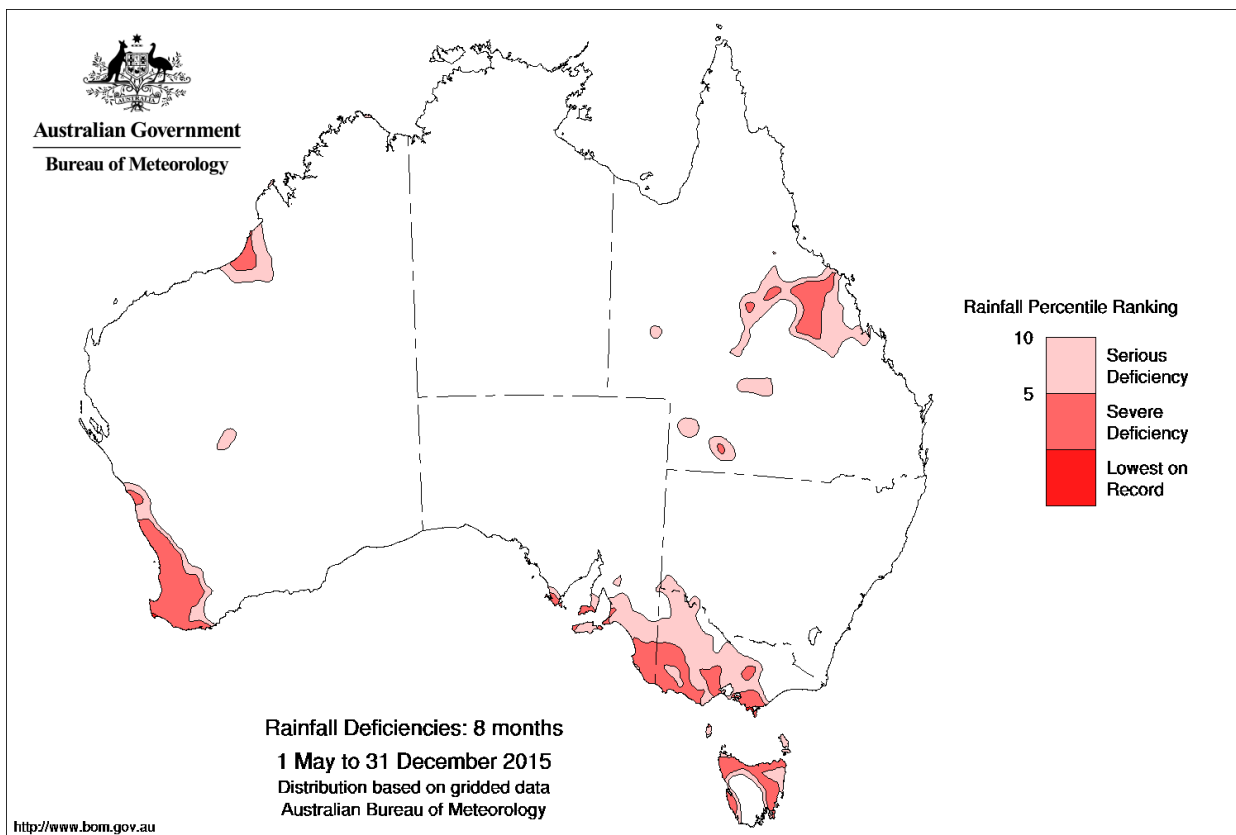 AUSTRALIA
Australian Government
Bureau of Meteorology
Rainfall Percentile Ranking
10
Serious
Deficiency
5
Severe
Deficiency
Lowest on
Record
Rainfall Deficiencies: 8 months
1 May to 31 December 2015
Distribution based on gridded data
Australian Bureau of Meteorology
http://www.bom.gov.au